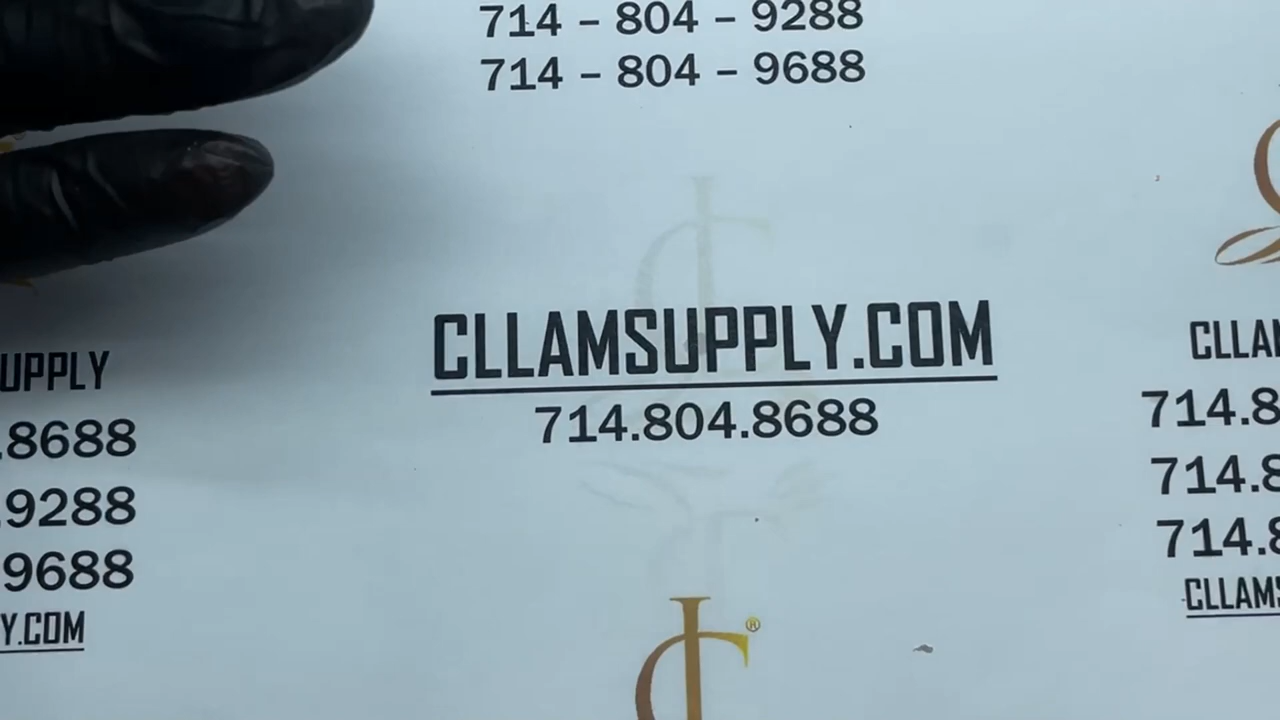 714 – 804 – 9288
714 – 804 – 9688
CLLAMSUPPLY.COM
714.804.8688
®
UPPLY
.8688
.9288
9688
Y.COM
CLLA
714.8
714.8
714.8
CLLAMS